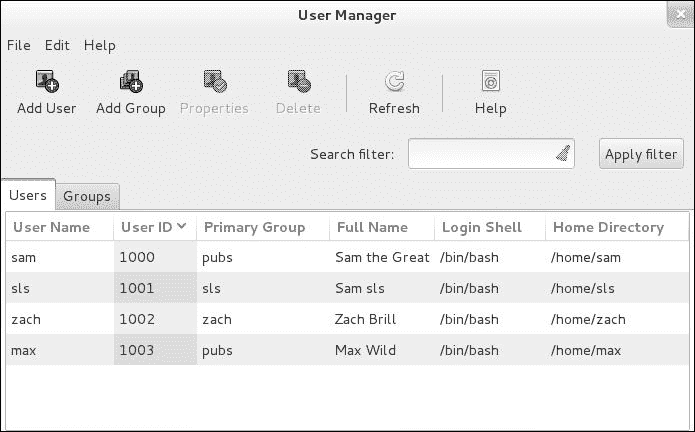 User Manager
File Edit Help
Add User Add Group Properties Delete Refresh Help
Search filter: Apply filter
Users Groups
User Name User ID Primary Group Full Name Login Shell Home Directory
sam 1000 pubs Sam the Great /bin/bash /home/sam
sls 1001 sls Sam sls /bin/bash /home/sls
zach 1002 zach Zach Brill /bin/bash /home/zach
max 1003 pubs Max Wild /bin/bash /home/max